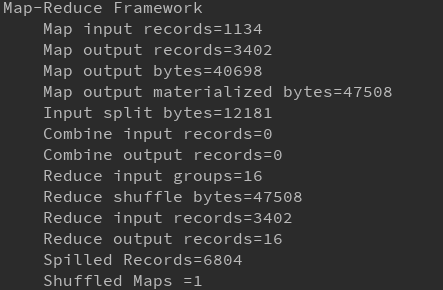 Map-Reduce Framework
Map input records=1134
Map output records=3402
Map output bytes=40698
Map output materialized bytes=47508
Input split bytes=12181
Combine input records=0
Combine output records=0
Reduce input groups=16
Reduce shuffle bytes=47508
Reduce input records=3402
Reduce output records=16
Spilled Records=6804
Shuffled Maps =1